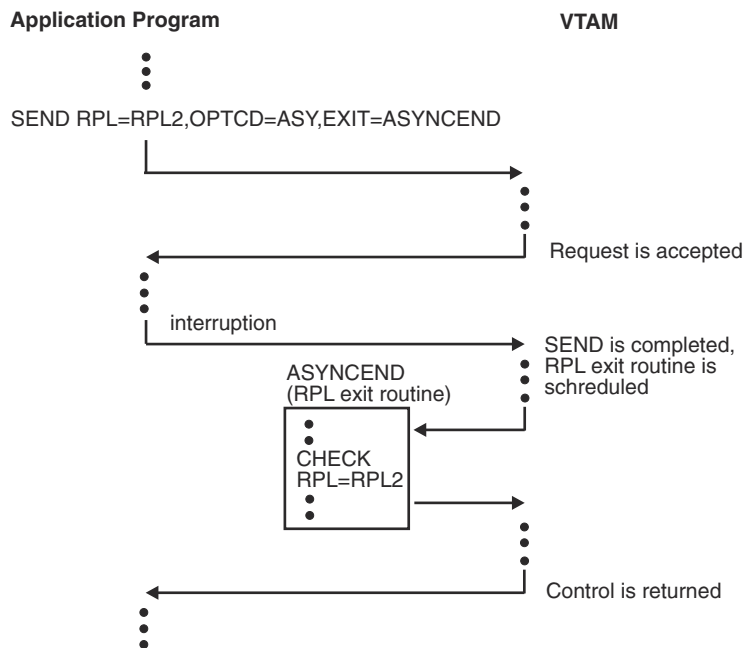 Application Program
VTAM
SEND RPL=RPL2,OPTCD=ASY,EXIT=ASYNCEND
Request is accepted
interruption
SEND is completed,
RPL exit routine is
schreduled
ASYNCEND
(RPL exit routine)
CHECK
RPL=RPL2
Control is returned